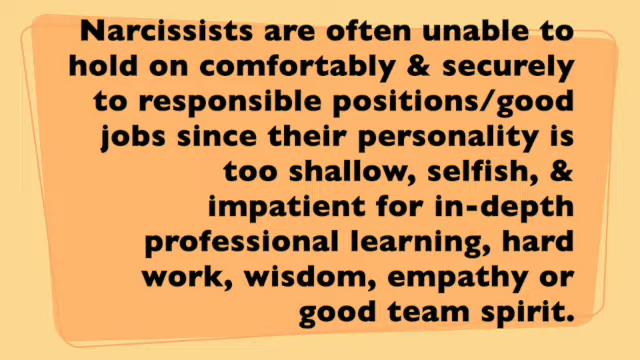 Narcissists are often unable to
hold on comfortably & securely
to responsible positions/good
jobs since their personality is
too shallow, selfish, &
impatient for in-depth
professional learning, hard
work, wisdom, empathy or
good team spirit.